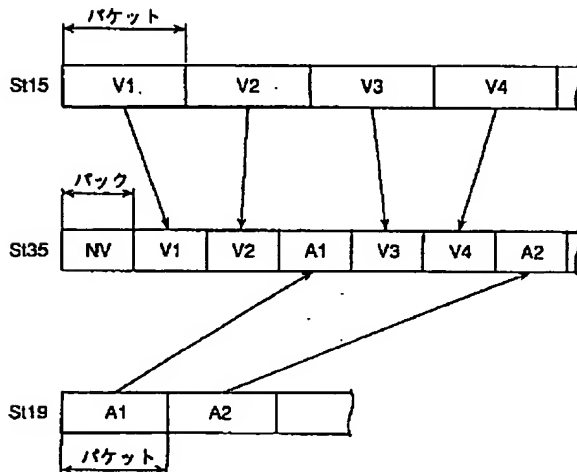 パケット
St15 V1 V2 V3 V4
パック
St35 NV V1 V2 A1 V3 V4 A2
St19 A1 A2
パケット